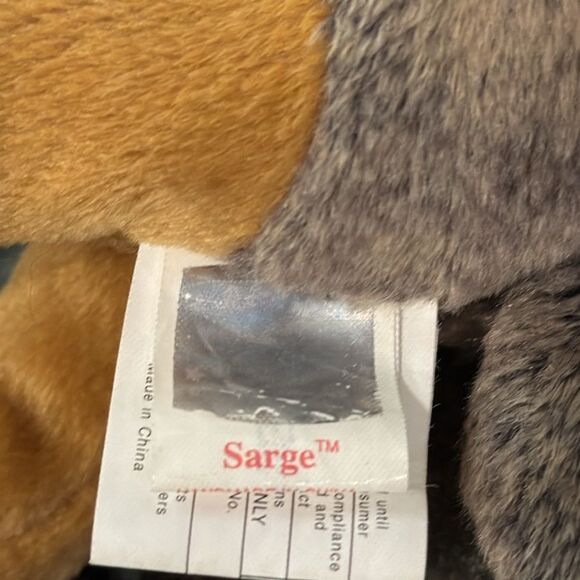 Sarge™
Made in China
until
sumer
ompliance
d and
ct
NLY
ns
No.
ers